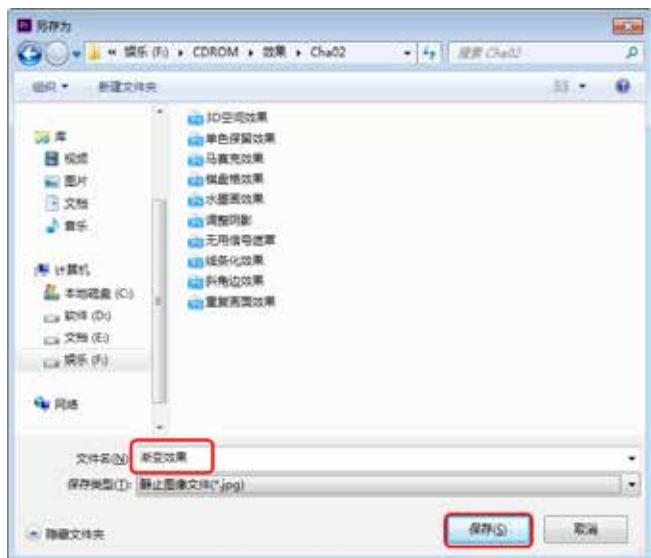 另存为
« 娱乐 (F:) ▸ CDROM ▸ 效果 ▸ Cha02
搜索 Cha02
组织 ▾ 新建文件夹
库
视频
图片
文档
音乐
计算机
本地磁盘 (C:)
软件 (D:)
文档 (E:)
娱乐 (F:)
网络
3D空间效果
单色保留效果
马赛克效果
棋盘格效果
水墨画效果
调整阴影
无用信号遮罩
线条化效果
斜角边效果
重复画面效果
文件名(N): 渐变效果
保存类型(T): 静止图像文件(*.jpg)
隐藏文件夹
保存(S) 取消